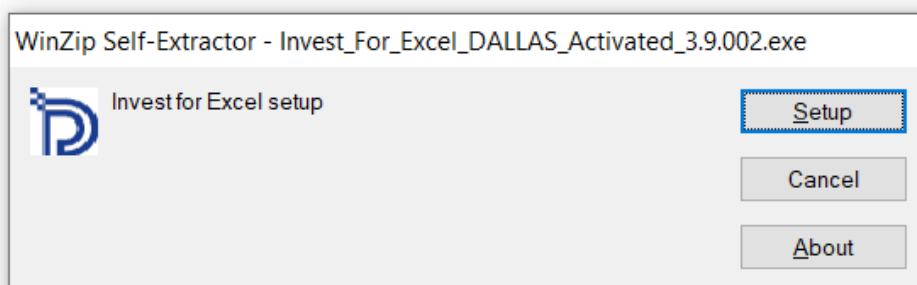 WinZip Self-Extractor - Invest_For_Excel_DALLAS_Activated_3.9.002.exe
Invest for Excel setup
Setup
Cancel
About